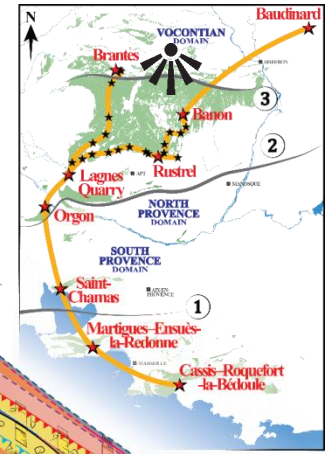 N
Baudinard
VOCONTIAN
DOMAIN
Brantes
SISTERON
3
Banon
2
Lagnes
Quarry
APT
Rustrel
MANOSQUE
Orgon
NORTH
PROVENCE
DOMAIN
SOUTH
PROVENCE
DOMAIN
Saint-
Chamas
AIX EN
PROVENCE
1
Martigues–Ensuès-
la-Redonne
MARSEILLE
Cassis–Roquefort
-la-Bédoule